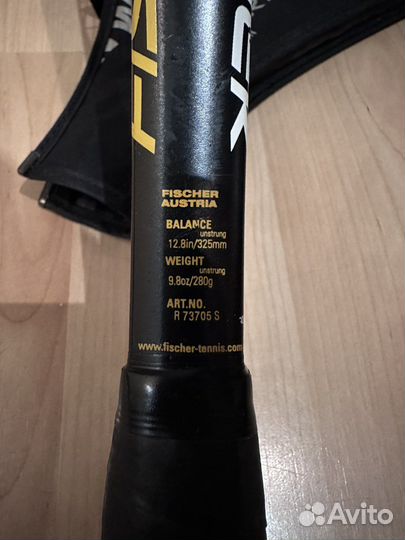 FISCHER
AUSTRIA
BALANCE
unstrung
12.8in/325mm
WEIGHT
unstrung
9.8oz/280g
ART.NO.
R 73705 S
www.fischer-tennis.com
Avito